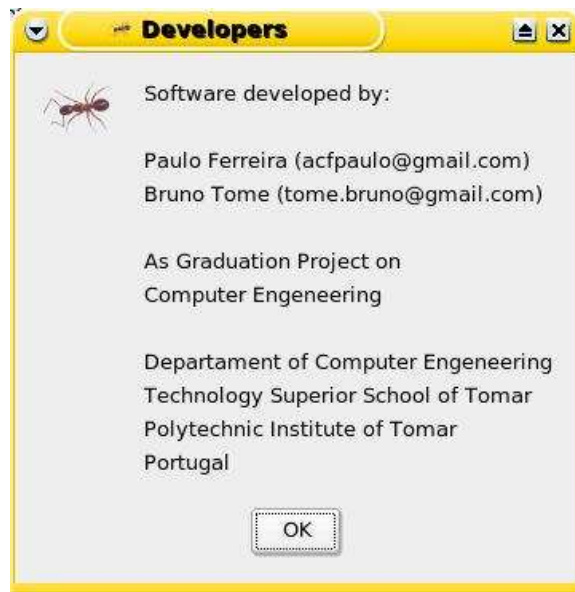 Developers
Software developed by:
Paulo Ferreira (acfpaulo@gmail.com)
Bruno Tome (tome.bruno@gmail.com)
As Graduation Project on
Computer Engeneering
Departament of Computer Engeneering
Technology Superior School of Tomar
Polytechnic Institute of Tomar
Portugal
OK